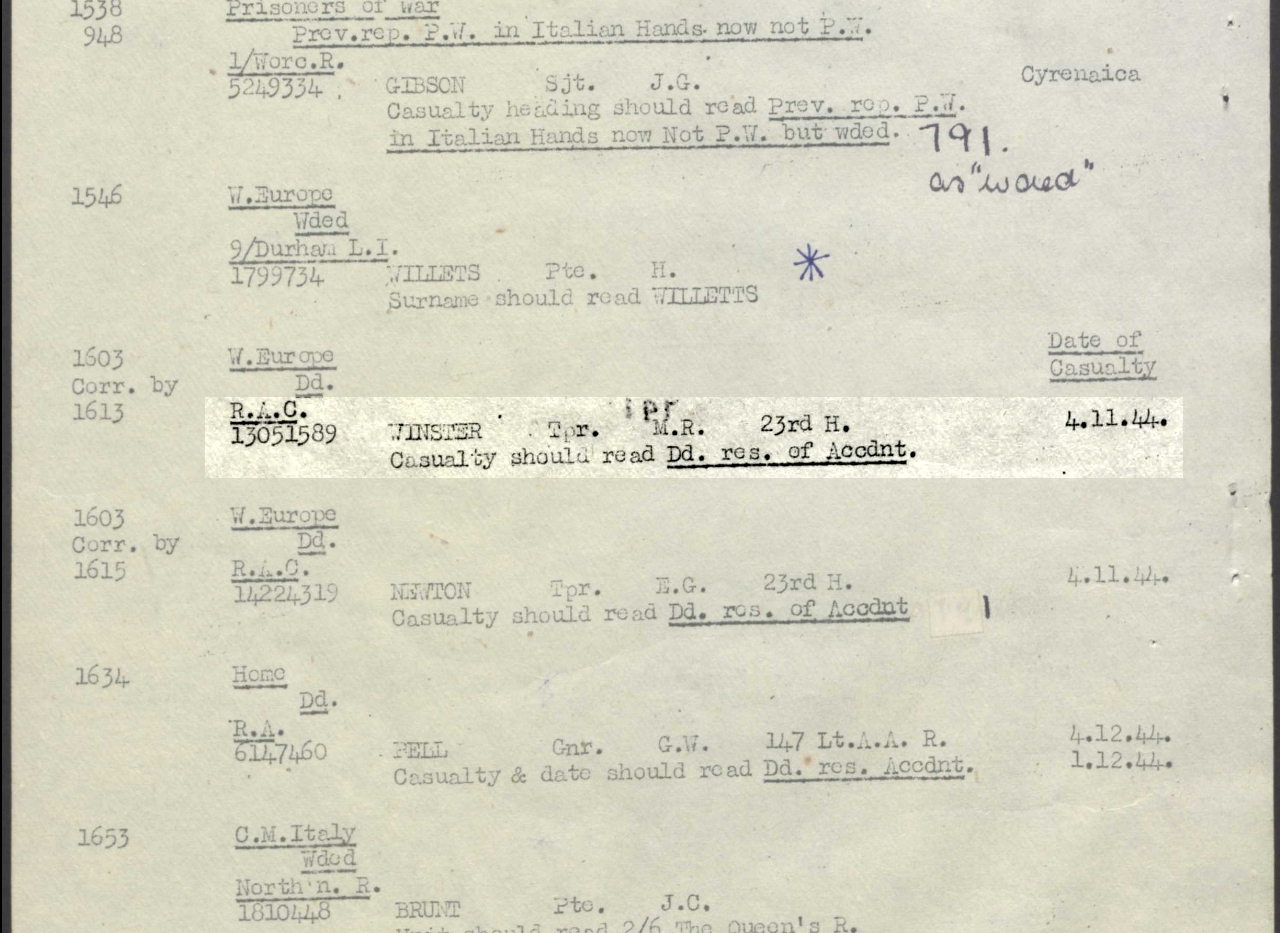 1538 Prisoners of War
948 Prev.rep. P.W. in Italian Hands now not P.W.
1/Worc.R.
5249334 GIBSON Sjt. J.G. Cyrenaica
Casualty heading should read Prev. rep. P.W.
in Italian Hands now Not P.W. but wded. 791.
as "wded"
1546 W.Europe
Wded
9/Durham L.I.
1799734 WILLETS Pte. H. *
Surname should read WILLETTS
Date of
1603 W.Europe Casualty
Corr. by Dd.
1613 R.A.C. Tpr
13051589 WINSTER Tpr. M.R. 23rd H. 4.11.44.
Casualty should read Dd. res. of Accdnt.
1603 W.Europe
Corr. by Dd.
1615 R.A.C.
14224319 NEWTON Tpr. E.G. 23rd H. 4.11.44.
Casualty should read Dd. res. of Accdnt
1634 Home
Dd.
R.A.
6147460 PELL Gnr. G.W. 147 Lt.A.A. R. 4.12.44.
Casualty & date should read Dd. res. Accdnt. 1.12.44.
1653 C.M.Italy
Wded
North'n. R.
1810448 BRUNT Pte. J.C.
Unit should read 2/6 The Queen's R.